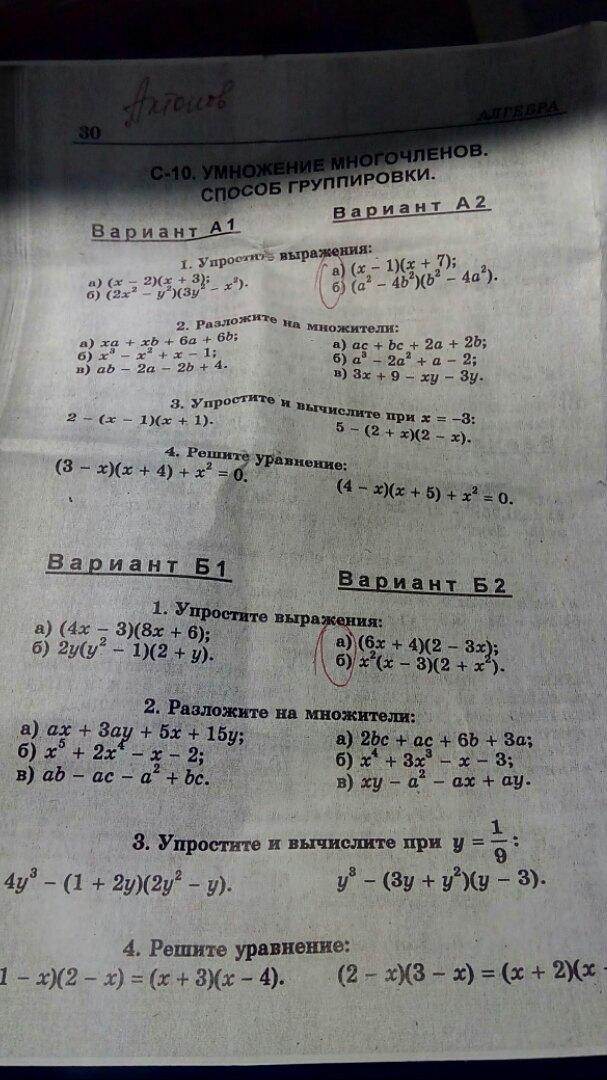 Антонов
30
АЛГЕБРА
С-10. УМНОЖЕНИЕ МНОГОЧЛЕНОВ.
СПОСОБ ГРУППИРОВКИ.
Вариант А1
Вариант А2
1. Упростить выражения:
а) (x − 2)(x + 3);
б) (2x² − y²)(3y² − x²).
а) (x − 1)(x + 7);
б) (a² − 4b²)(b² − 4a²).
2. Разложите на множители:
а) xa + xb + 6a + 6b;
б) x³ − x² + x − 1;
в) ab − 2a − 2b + 4.
а) ac + bc + 2a + 2b;
б) a³ − 2a² + a − 2;
в) 3x + 9 − xy − 3y.
3. Упростите и вычислите при x = −3:
2 − (x − 1)(x + 1).
5 − (2 + x)(2 − x).
4. Решите уравнение:
(3 − x)(x + 4) + x² = 0.
(4 − x)(x + 5) + x² = 0.
Вариант Б1
Вариант Б2
1. Упростите выражения:
а) (4x − 3)(8x + 6);
б) 2y(y² − 1)(2 + y).
а) (6x + 4)(2 − 3x);
б) x²(x − 3)(2 + x²).
2. Разложите на множители:
а) ax + 3ay + 5x + 15y;
б) x⁵ + 2x⁴ − x − 2;
в) ab − ac − a² + bc.
а) 2bc + ac + 6b + 3a;
б) x⁴ + 3x³ − x − 3;
в) xy − a² − ax + ay.
3. Упростите и вычислите при y = 1/9 :
4y³ − (1 + 2y)(2y² − y).
y³ − (3y + y²)(y − 3).
4. Решите уравнение:
1 − x)(2 − x) = (x + 3)(x − 4).
(2 − x)(3 − x) = (x + 2)(x